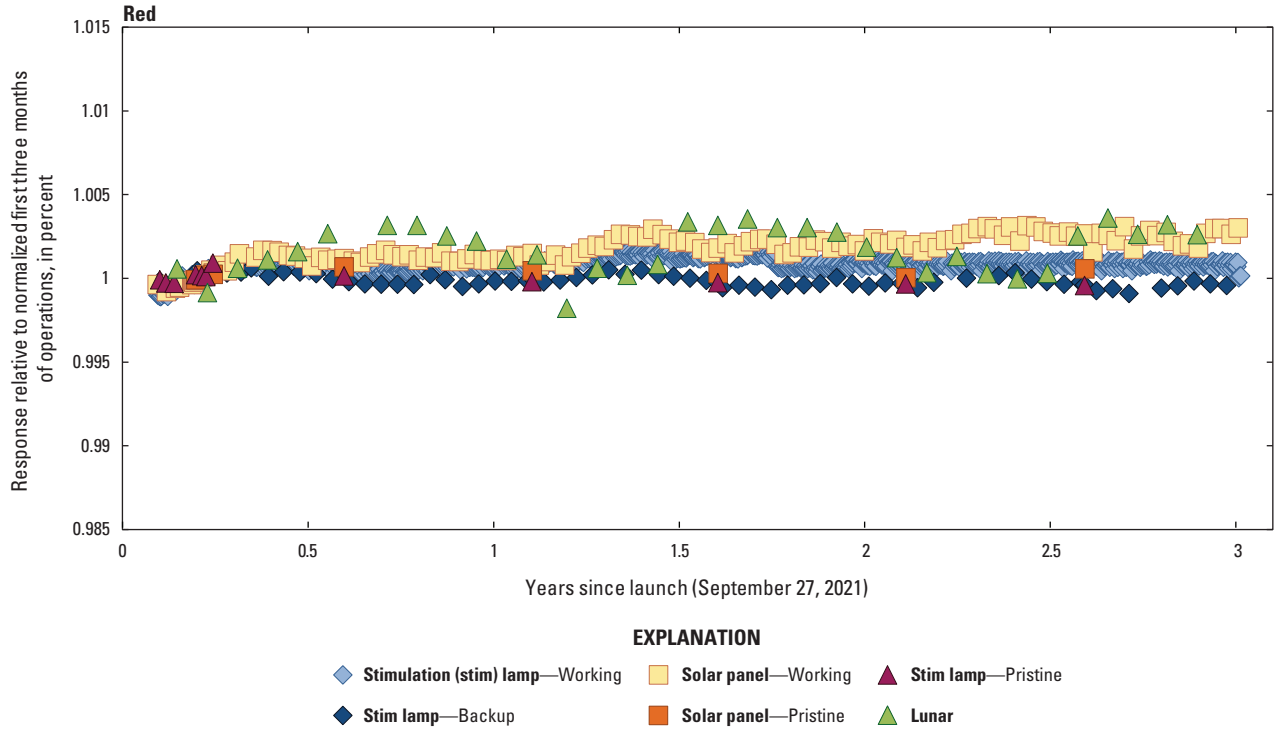 Red
1.015
1.01
1.005
1
0.995
0.99
0.985
Response relative to normalized first three months
of operations, in percent
0
0.5
1
1.5
2
2.5
3
Years since launch (September 27, 2021)
EXPLANATION
Stimulation (stim) lamp—Working
Solar panel—Working
Stim lamp—Pristine
Stim lamp—Backup
Solar panel—Pristine
Lunar